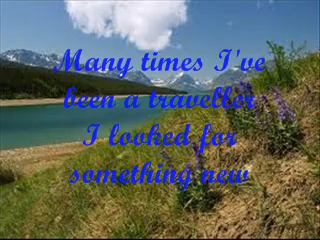 Many times I've
been a traveller
I looked for
something new